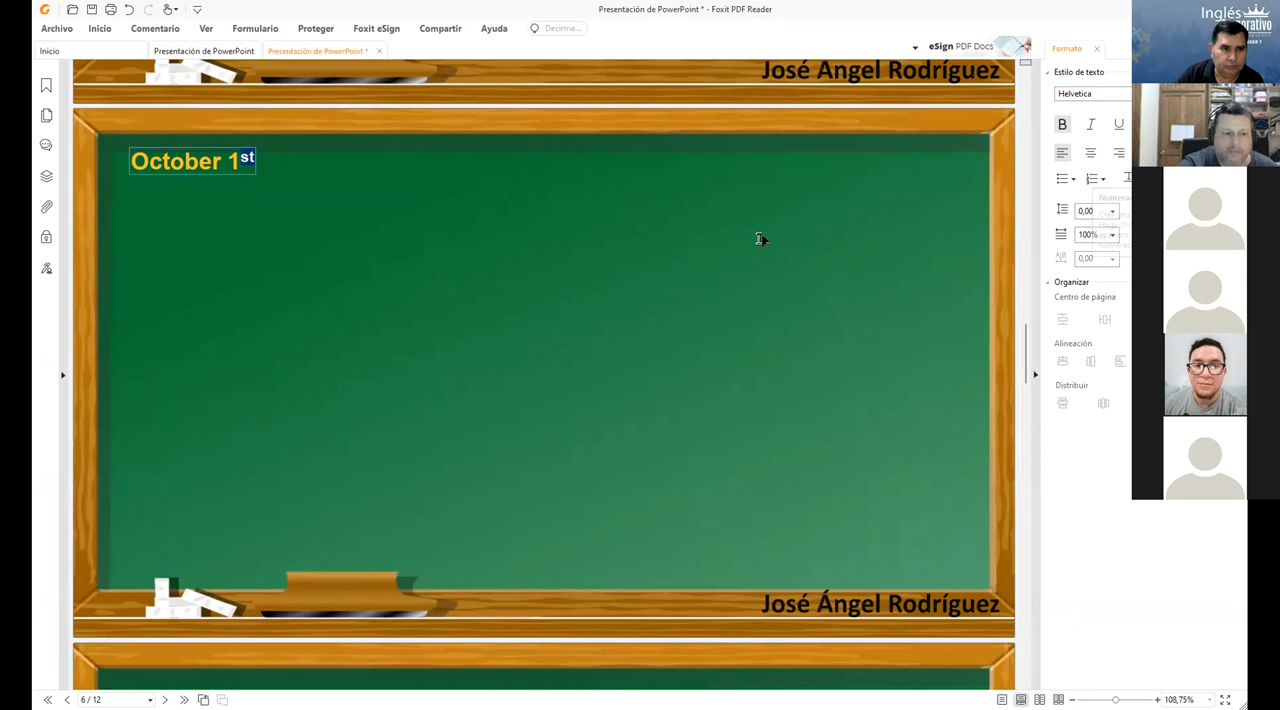 Presentación de PowerPoint * - Foxit PDF Reader
Archivo Inicio Comentario Ver Formulario Proteger Foxit eSign Compartir Ayuda Decirme...
Inicio Presentación de PowerPoint Presentación de PowerPoint *
eSign PDF Docs
Formato
Inglés
Estilo de texto
Helvetica
B I U
José Angel Rodríguez
October 1st
0,00
100%
0,00
Organizar
Centro de página
Alineación
Distribuir
José Ángel Rodríguez
6 / 12
108,75%